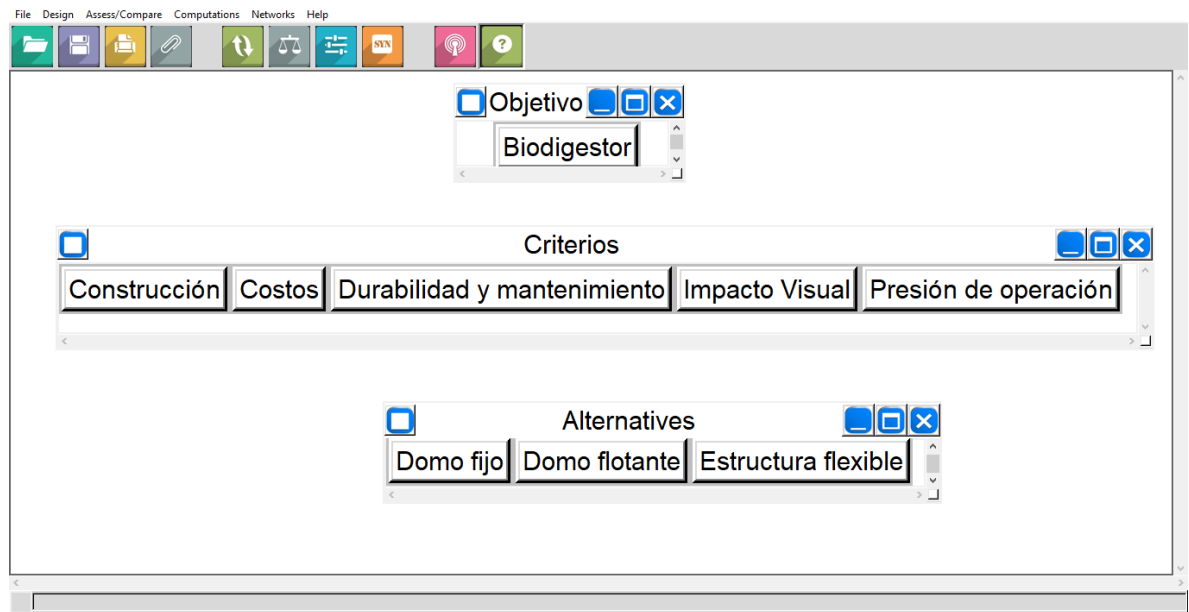 File Design Assess/Compare Computations Networks Help
SYN ?
Objetivo
Biodigestor
Criterios
Construcción Costos Durabilidad y mantenimiento Impacto Visual Presión de operación
Alternatives
Domo fijo Domo flotante Estructura flexible